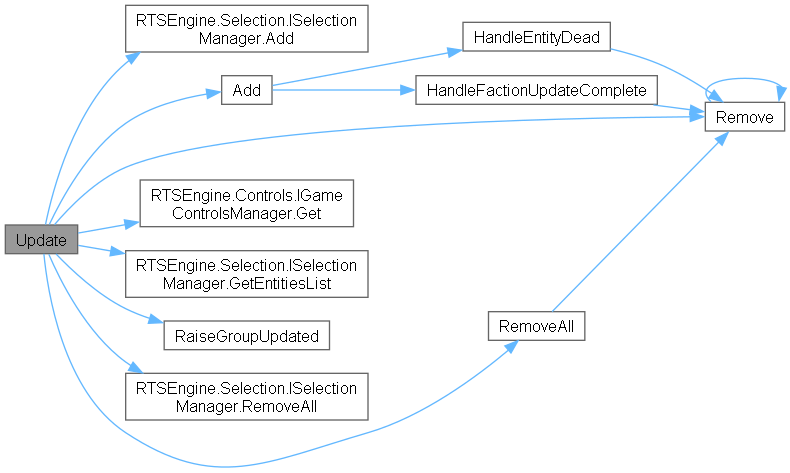 RTSEngine.Selection.ISelection
Manager.Add
HandleEntityDead
Add
HandleFactionUpdateComplete
Remove
RTSEngine.Controls.IGame
ControlsManager.Get
Update
RTSEngine.Selection.ISelection
Manager.GetEntitiesList
RaiseGroupUpdated
RemoveAll
RTSEngine.Selection.ISelection
Manager.RemoveAll